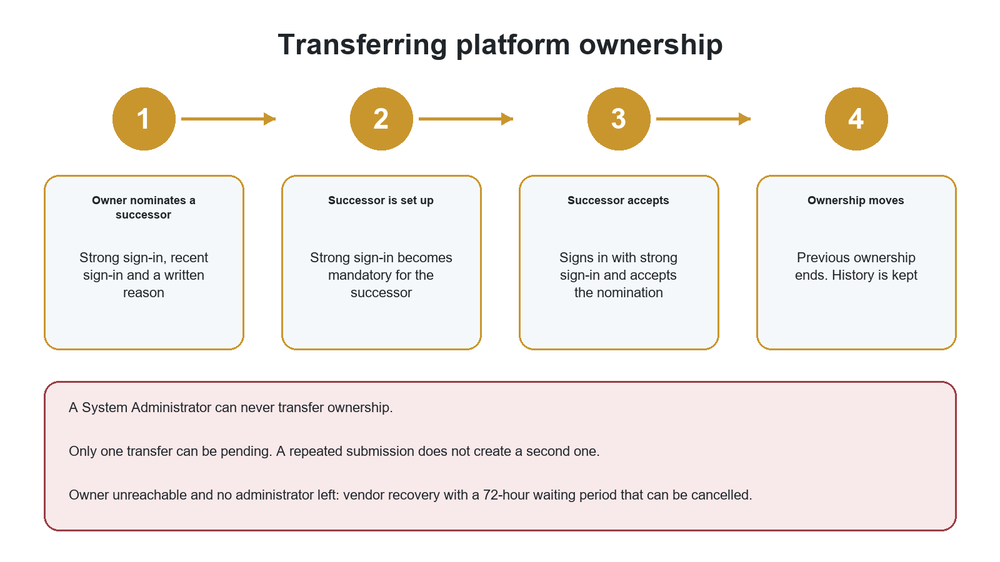 Transferring platform ownership
1
2
3
4
Owner nominates a
successor
Strong sign-in, recent
sign-in and a written
reason
Successor is set up
Strong sign-in becomes
mandatory for the
successor
Successor accepts
Signs in with strong
sign-in and accepts
the nomination
Ownership moves
Previous ownership
ends. History is kept
A System Administrator can never transfer ownership.
Only one transfer can be pending. A repeated submission does not create a second one.
Owner unreachable and no administrator left: vendor recovery with a 72-hour waiting period that can be cancelled.